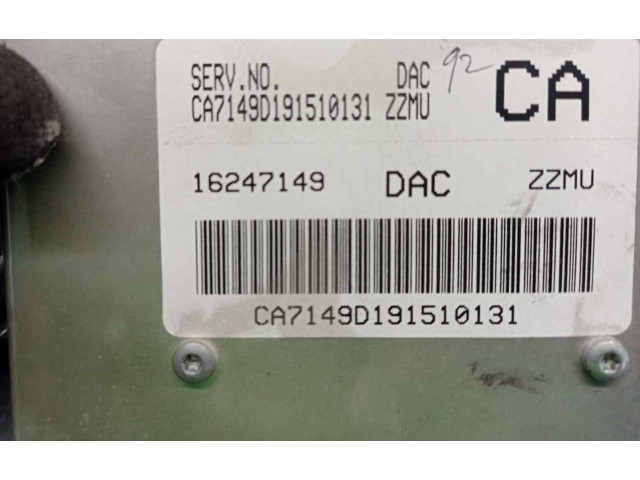 SERV.NO. DAC 92 CA
CA7149D191510131 ZZMU
16247149 DAC ZZMU
CA7149D191510131